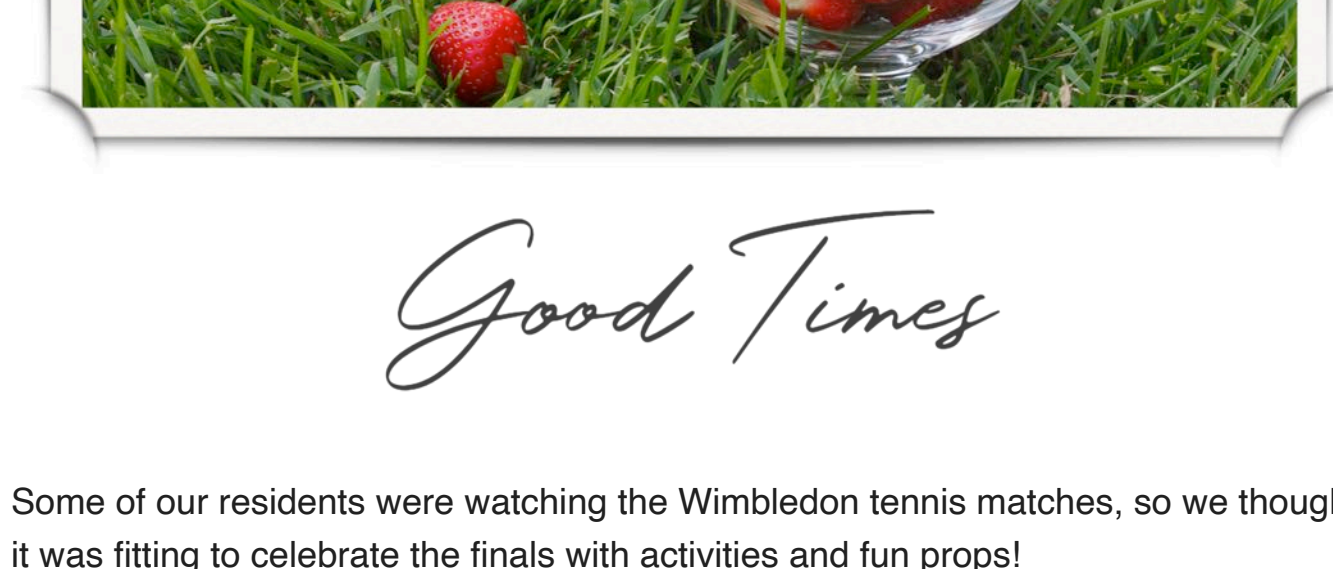 Good Times
Some of our residents were watching the Wimbledon tennis matches, so we though
it was fitting to celebrate the finals with activities and fun props!